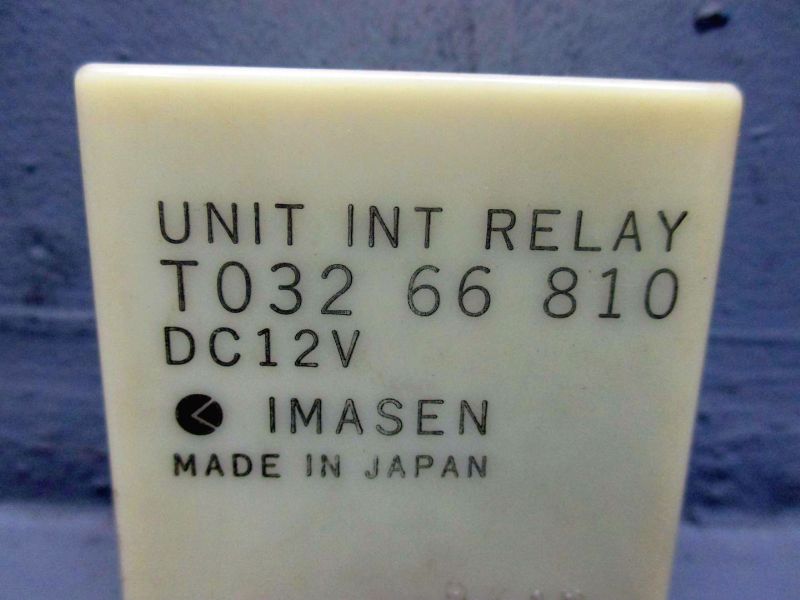 UNIT INT RELAY
T032 66 810
DC12V
IMASEN
MADE IN JAPAN